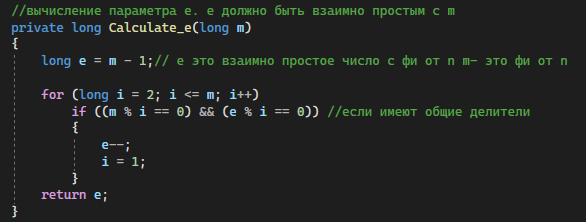 //вычисление параметра e. e должно быть взаимно простым с m
private long Calculate_e(long m)
{
long e = m - 1;// e это взаимно простое число с фи от n m- это фи от n
for (long i = 2; i <= m; i++)
if ((m % i == 0) && (e % i == 0)) //если имеют общие делители
{
e--;
i = 1;
}
return e;
}